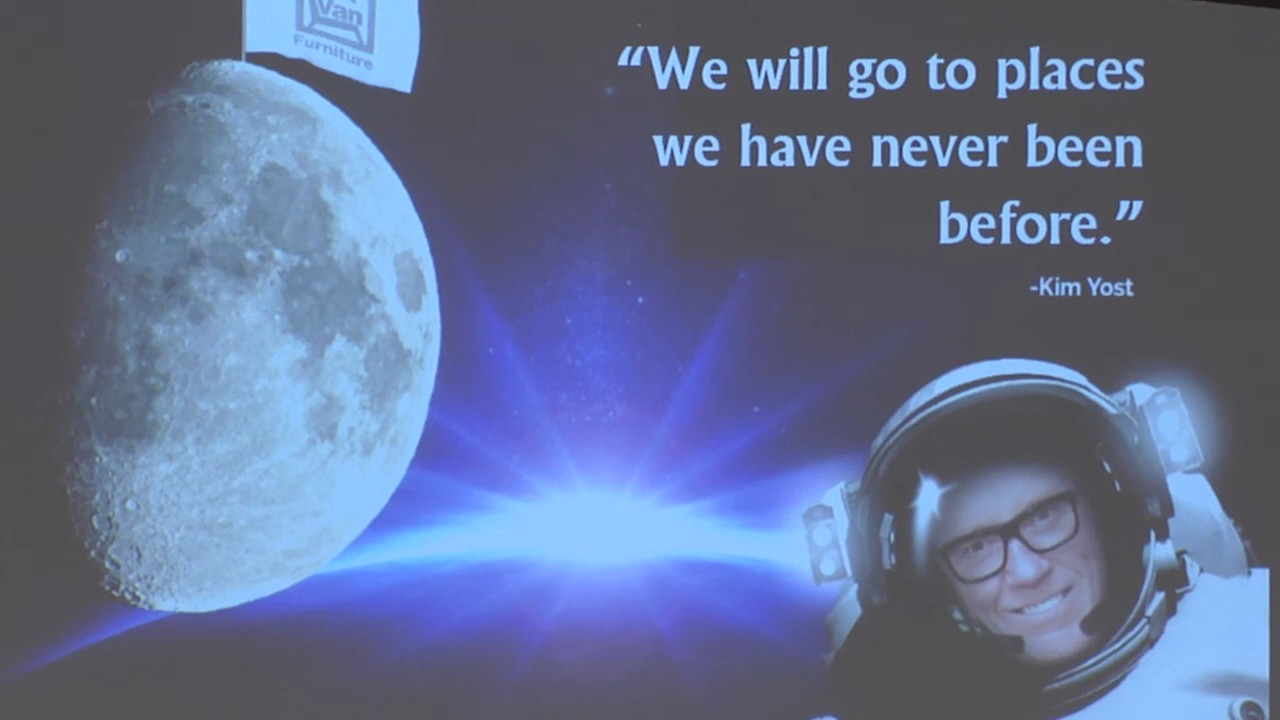 Van
Furniture
“We will go to places
we have never been
before.”
-Kim Yost